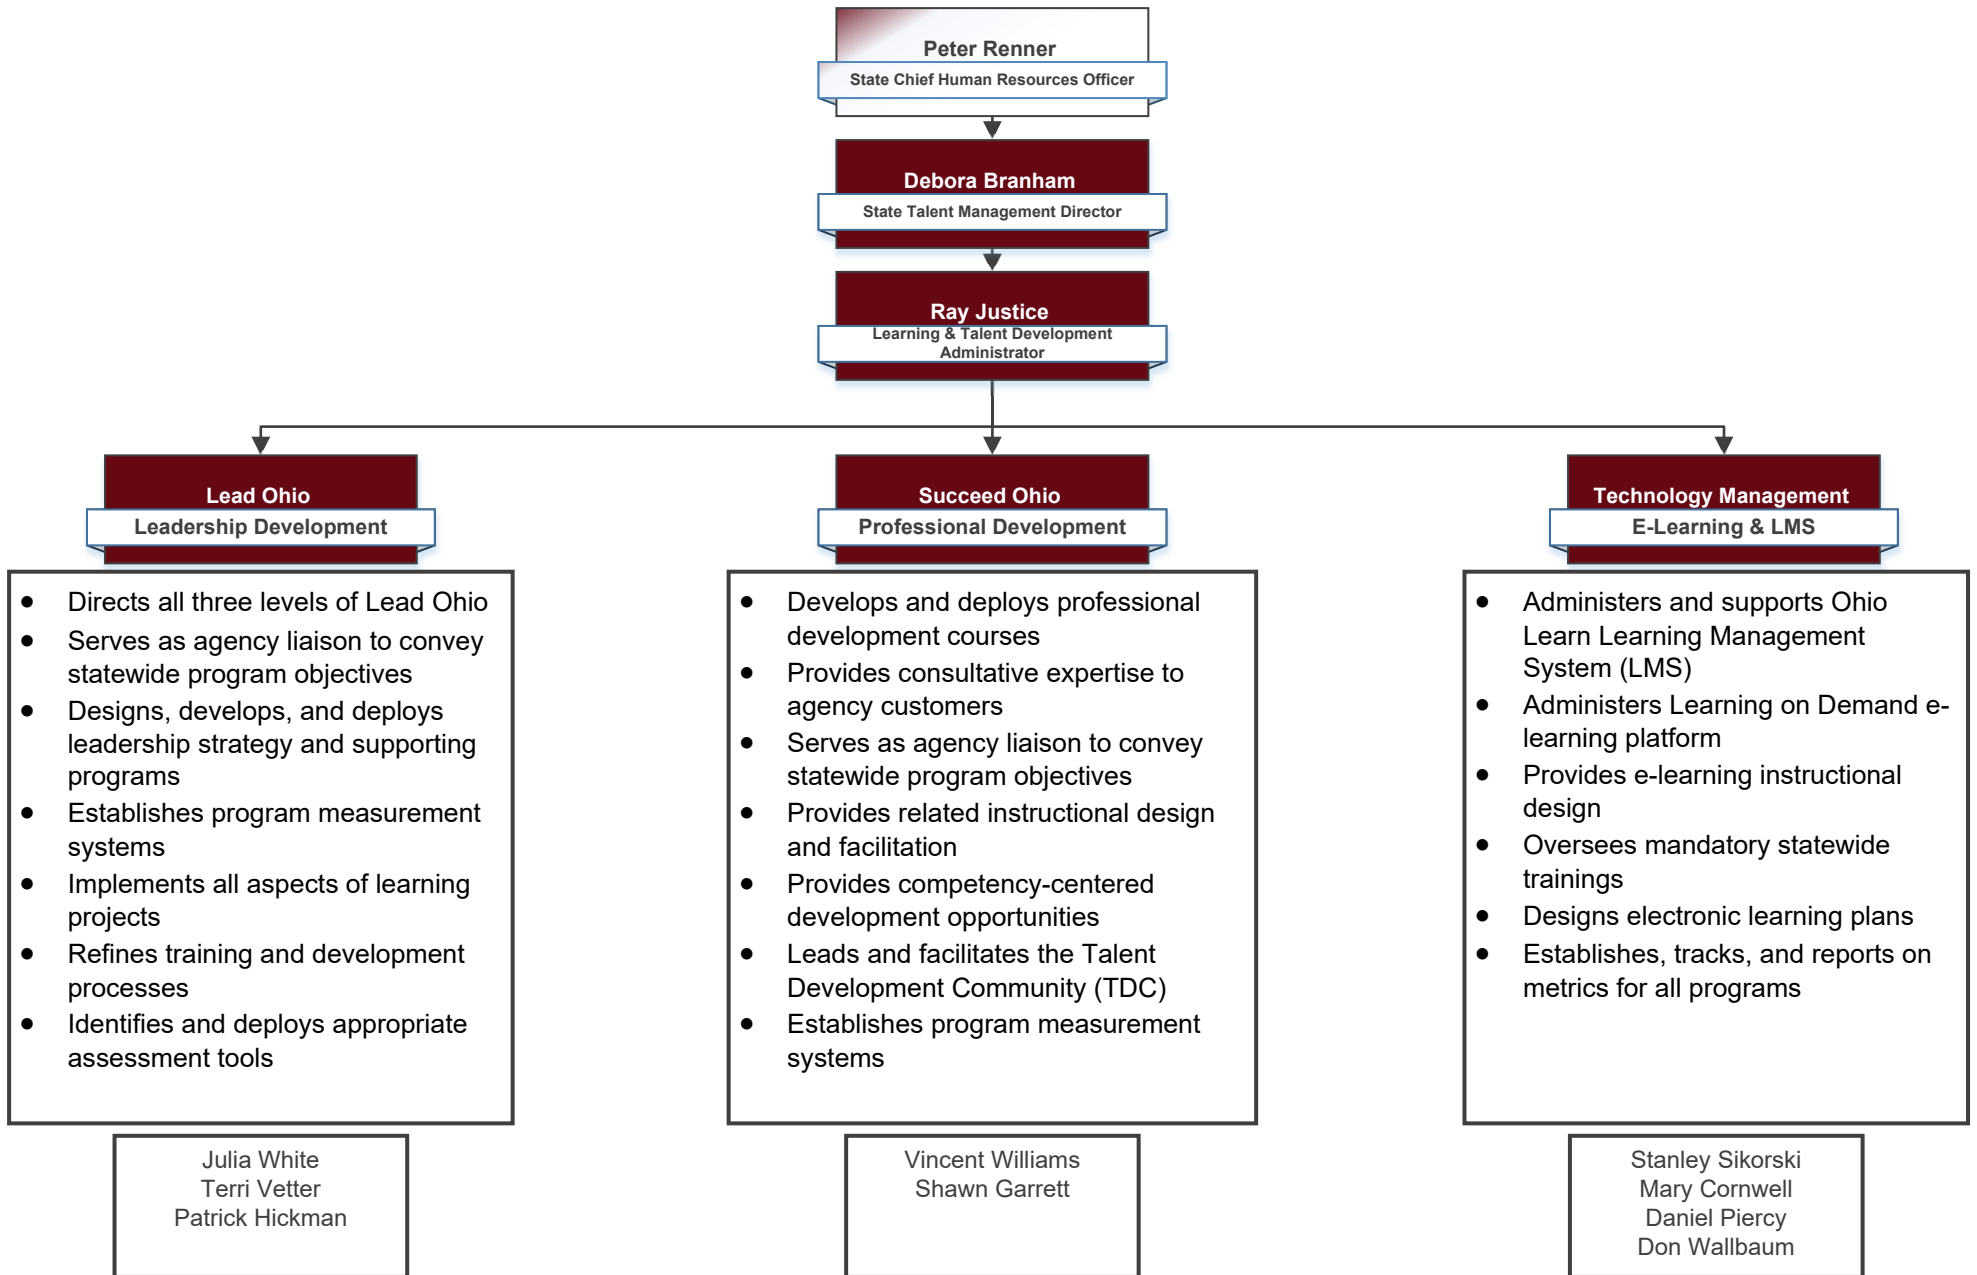 Peter Renner
State Chief Human Resources Officer
Debora Branham
State Talent Management Director
Ray Justice
Learning & Talent Development
Administrator
Lead Ohio
Leadership Development
● Directs all three levels of Lead Ohio
● Serves as agency liaison to convey
statewide program objectives
● Designs, develops, and deploys
leadership strategy and supporting
programs
● Establishes program measurement
systems
● Implements all aspects of learning
projects
● Refines training and development
processes
● Identifies and deploys appropriate
assessment tools
Julia White
Terri Vetter
Patrick Hickman
Succeed Ohio
Professional Development
● Develops and deploys professional
development courses
● Provides consultative expertise to
agency customers
● Serves as agency liaison to convey
statewide program objectives
● Provides related instructional design
and facilitation
● Provides competency-centered
development opportunities
● Leads and facilitates the Talent
Development Community (TDC)
● Establishes program measurement
systems
Vincent Williams
Shawn Garrett
Technology Management
E-Learning & LMS
● Administers and supports Ohio
Learn Learning Management
System (LMS)
● Administers Learning on Demand e-
learning platform
● Provides e-learning instructional
design
● Oversees mandatory statewide
trainings
● Designs electronic learning plans
● Establishes, tracks, and reports on
metrics for all programs
Stanley Sikorski
Mary Cornwell
Daniel Piercy
Don Wallbaum